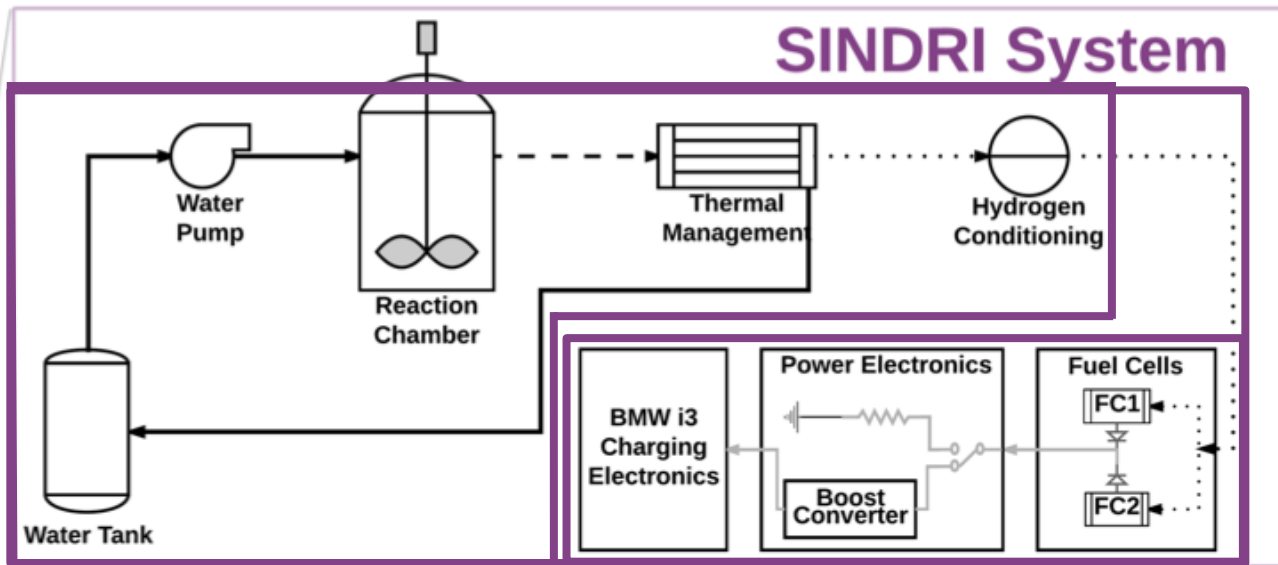 SINDRI System
Water
Pump
Thermal
Management
Hydrogen
Conditioning
Reaction
Chamber
Water Tank
BMW i3
Charging
Electronics
Power Electronics
Boost
Converter
Fuel Cells
FC1
FC2